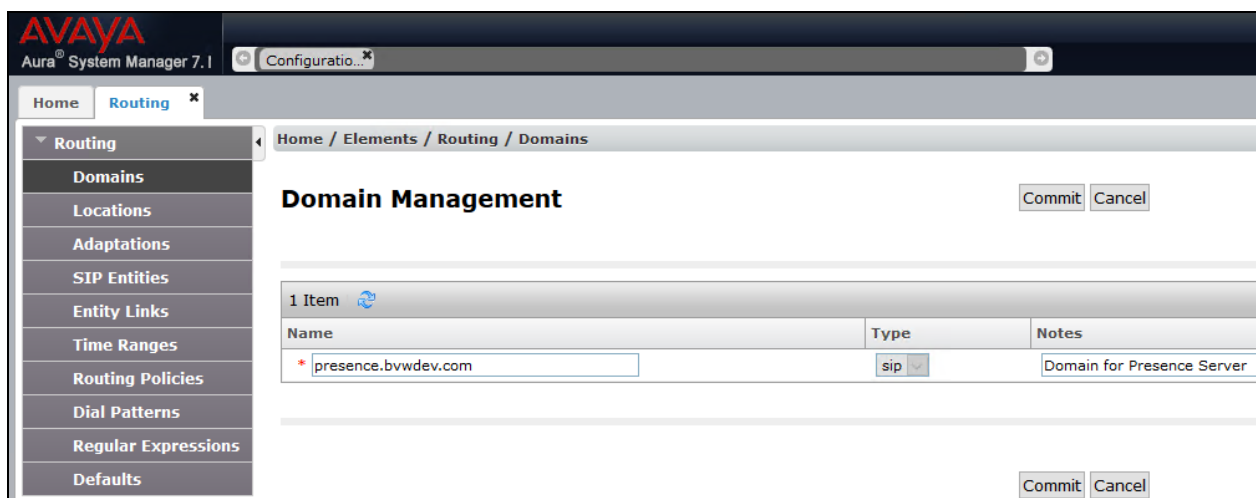 AVAYA
Aura® System Manager 7.1
Configuratio...
Home
Routing
Routing
Domains
Locations
Adaptations
SIP Entities
Entity Links
Time Ranges
Routing Policies
Dial Patterns
Regular Expressions
Defaults
Home / Elements / Routing / Domains
Domain Management
Commit Cancel
1 Item
Name Type Notes
* presence.bvwdev.com sip Domain for Presence Server
Commit Cancel